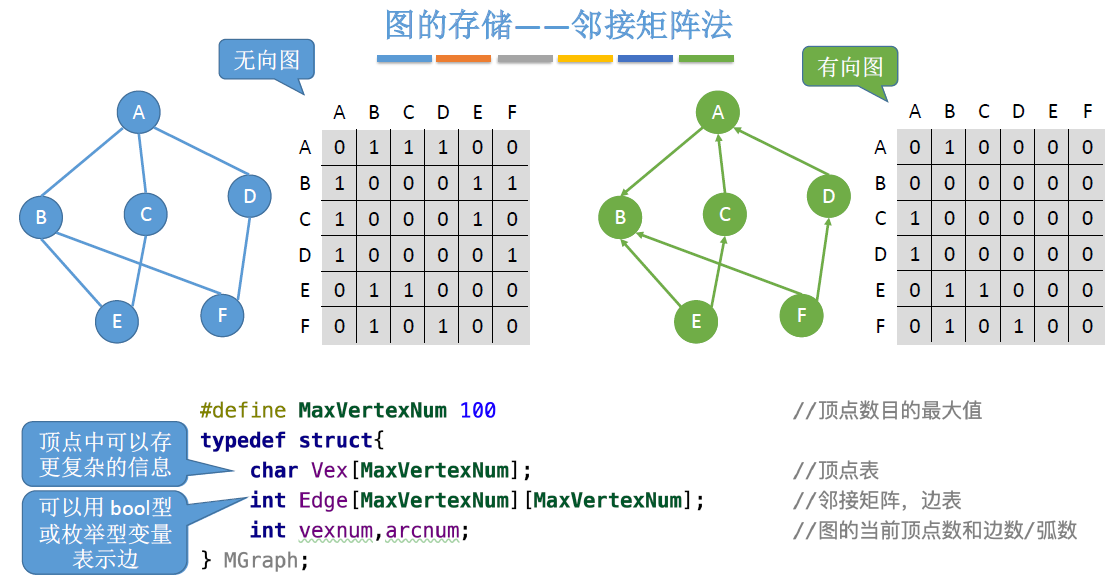 图的存储——邻接矩阵法
无向图
A B C D E F
A 0 1 1 1 0 0
B 1 0 0 0 1 1
C 1 0 0 0 1 0
D 1 0 0 0 0 1
E 0 1 1 0 0 0
F 0 1 0 1 0 0
A
B
C
D
E
F
有向图
A B C D E F
A 0 1 0 0 0 0
B 0 0 0 0 0 0
C 1 0 0 0 0 0
D 1 0 0 0 0 0
E 0 1 1 0 0 0
F 0 1 0 1 0 0
A
B
C
D
E
F
#define MaxVertexNum 100 //顶点数目的最大值
typedef struct{
char Vex[MaxVertexNum]; //顶点表
int Edge[MaxVertexNum][MaxVertexNum]; //邻接矩阵，边表
int vexnum,arcnum; //图的当前顶点数和边数/弧数
} MGraph;
顶点中可以存
更复杂的信息
可以用 bool型
或枚举型变量
表示边